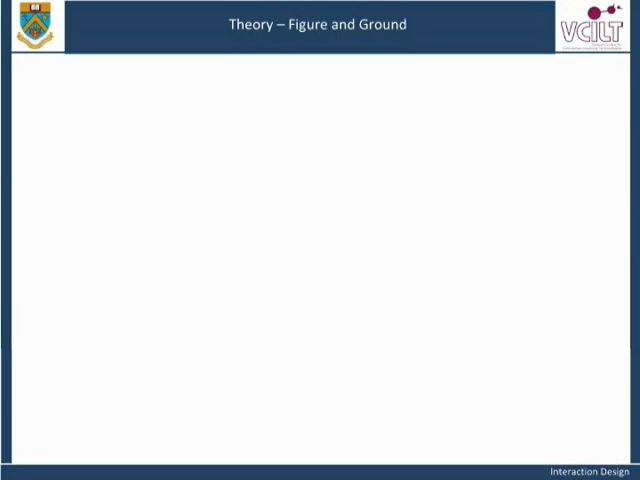 Theory – Figure and Ground
VCILT
Interaction Design